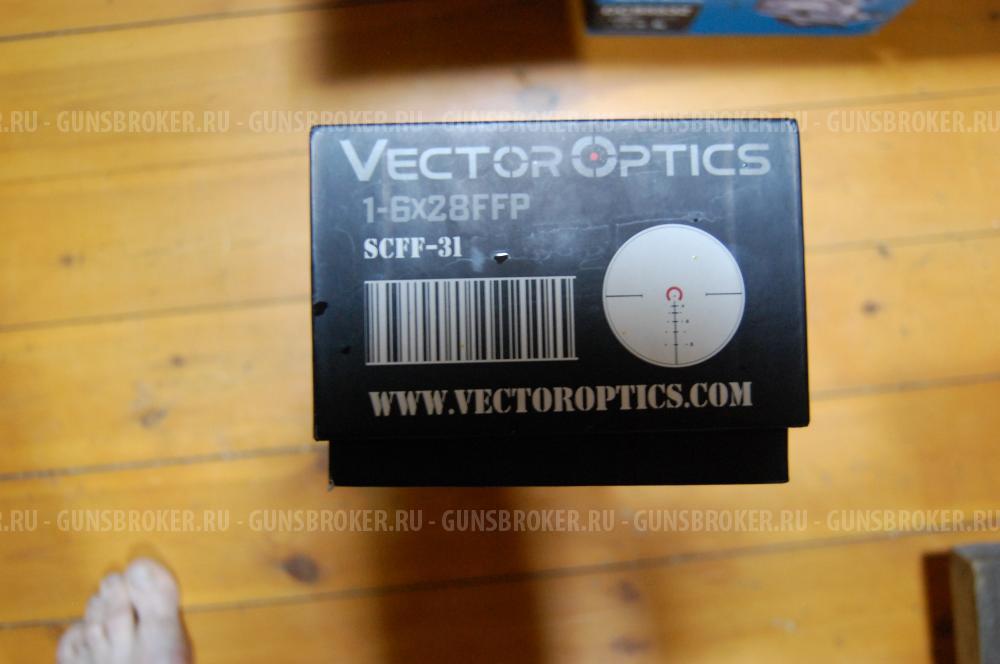 VECTOR OPTICS
1-6x28FFP
SCFF-31
WWW.VECTOROPTICS.COM
.RU - GUNSBROKER.RU - GUNSBROKER.RU - GUNSBROKER.RU - GUNSBROKER.RU - GUNSBROKER.RU
.RU - GUNSBROKER.RU - GUNSBROKER.RU - GUNSBROKER.RU - GUNSBROKER.RU - GUNSBROKER.RU